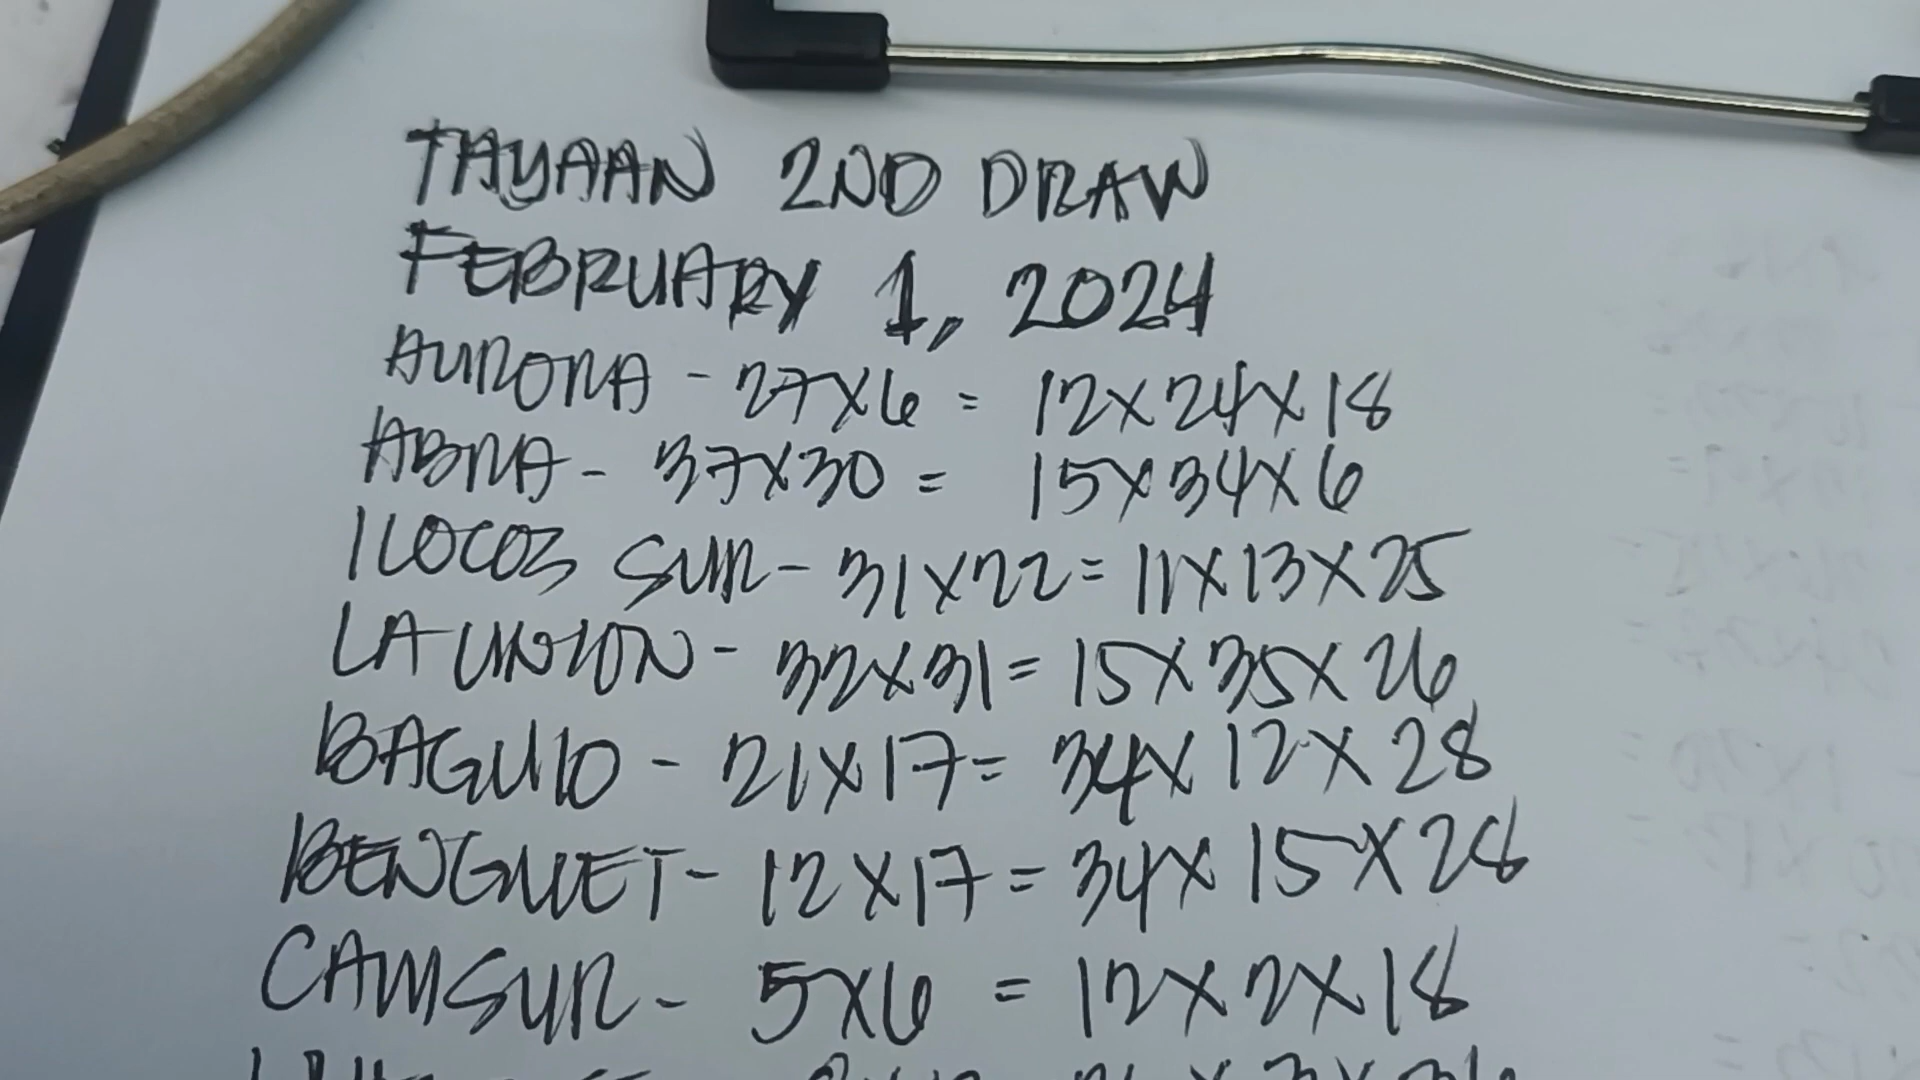 TAYAAN 2ND DRAW
FEBRUARY 1, 2024
AURORA - 27X6 = 12X24X18
ABRA - 37X30 = 15X34X6
ILOCOS SUR - 31X22 = 11X13X25
LA UNION - 32X31 = 15X35X26
BAGUIO - 21X17 = 34X12X28
BENGUET - 12X17 = 34X15X28
CAMSUR - 5X6 = 12X2X18